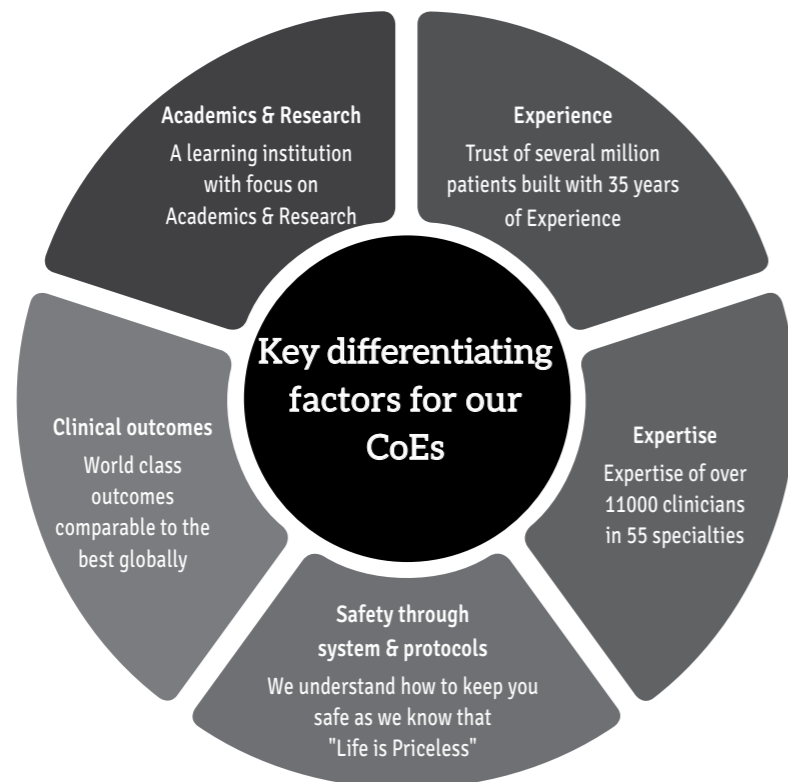 Academics & Research
A learning institution
with focus on
Academics & Research
Experience
Trust of several million
patients built with 35 years
of Experience
Key differentiating
factors for our
CoEs
Clinical outcomes
World class
outcomes
comparable to the
best globally
Expertise
Expertise of over
11000 clinicians
in 55 specialties
Safety through
system & protocols
We understand how to keep you
safe as we know that
"Life is Priceless"